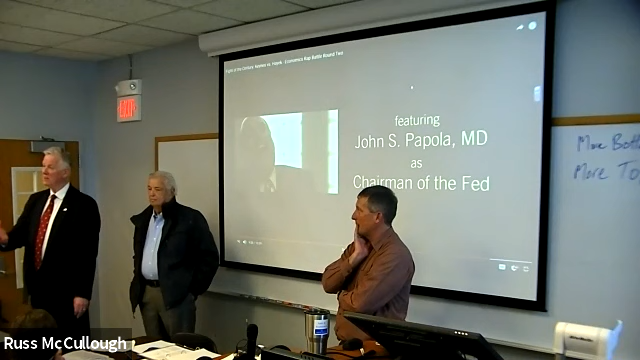 Fight of the Century: Keynes vs. Hayek - Economics Rap Battle Round Two
featuring
John S. Papola, MD
as
Chairman of the Fed
EXIT
More Bottl
More To
Russ McCullough